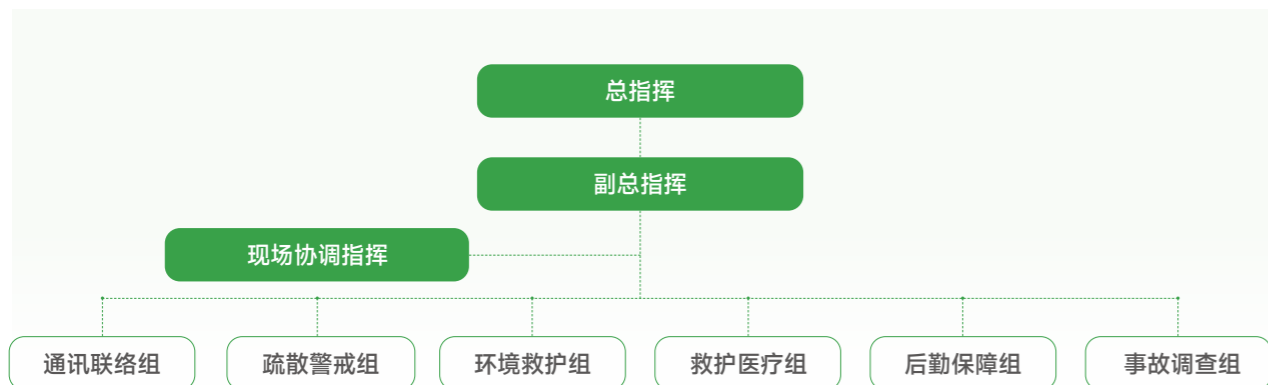 总指挥
副总指挥
现场协调指挥
通讯联络组
疏散警戒组
环境救护组
救护医疗组
后勤保障组
事故调查组